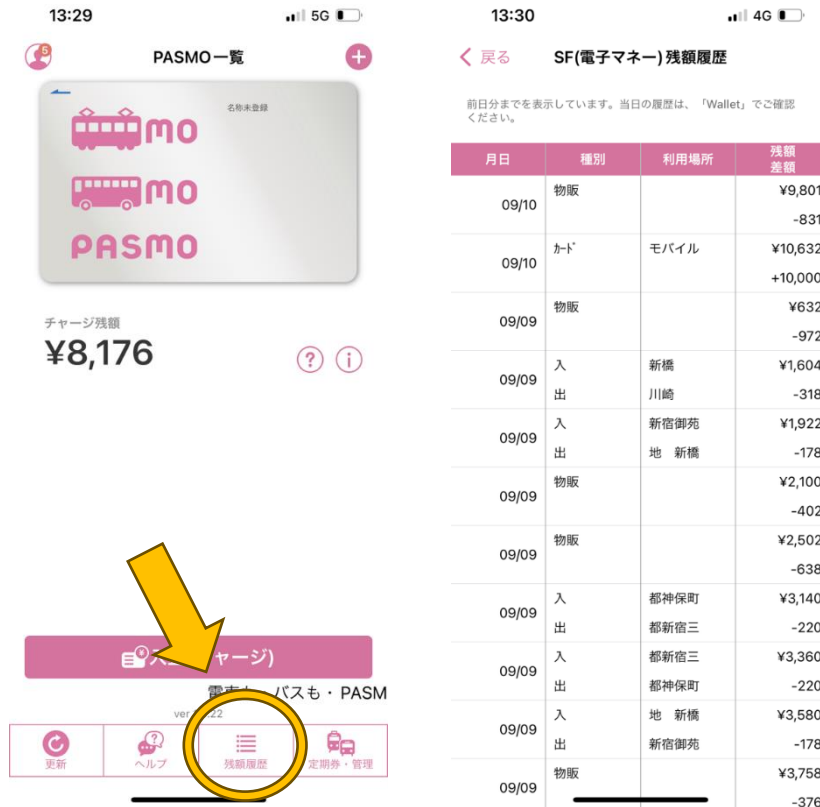 13:29
5G
5
PASMO一覧
名称未登録
mo
mo
PASMO
チャージ残額
¥8,176
ャージ)
バスも・PASM
ver
.22
更新
ヘルプ
残額履歴
定期券・管理
13:30
4G
戻る
SF(電子マネー)残額履歴
前日分までを表示しています。当日の履歴は、「Wallet」でご確認
ください。
月日 種別 利用場所 残額
差額
09/10 物販 ¥9,801
-831
09/10 カード モバイル ¥10,632
+10,000
09/09 物販 ¥632
-972
09/09 入 新橋 ¥1,604
出 川崎 -318
09/09 入 新宿御苑 ¥1,922
出 地 新橋 -178
09/09 物販 ¥2,100
-402
09/09 物販 ¥2,502
-638
09/09 入 都神保町 ¥3,140
出 都新宿三 -220
09/09 入 都新宿三 ¥3,360
出 都神保町 -220
09/09 入 地 新橋 ¥3,580
出 新宿御苑 -178
09/09 物販 ¥3,758
-376